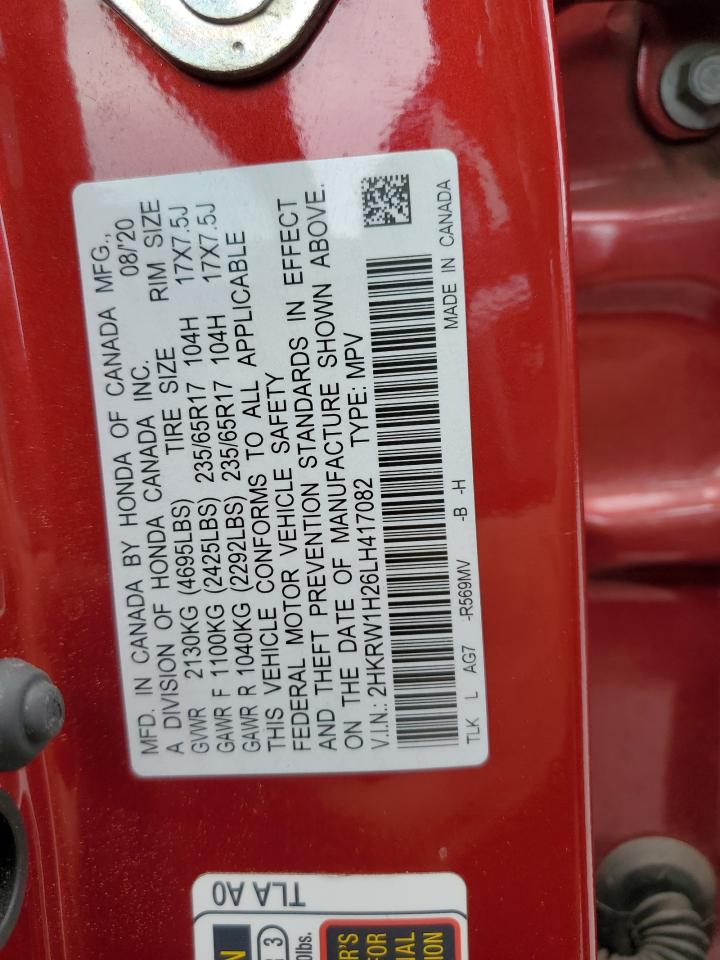 MFD. IN CANADA BY HONDA OF CANADA MFG.,
A DIVISION OF HONDA CANADA INC. 08/'20
TIRE SIZE RIM SIZE
GVWR 2130KG (4695LBS)
GAWR F 1100KG (2425LBS) 235/65R17 104H 17X7.5J
GAWR R 1040KG (2292LBS) 235/65R17 104H 17X7.5J
THIS VEHICLE CONFORMS TO ALL APPLICABLE
FEDERAL MOTOR VEHICLE SAFETY
AND THEFT PREVENTION STANDARDS IN EFFECT
ON THE DATE OF MANUFACTURE SHOWN ABOVE.
V.I.N.: 2HKRW1H26LH417082 TYPE: MPV
TLK L AG7 -R569MV -B -H MADE IN CANADA
TLA A0
3
0lbs.
R'S
FOR